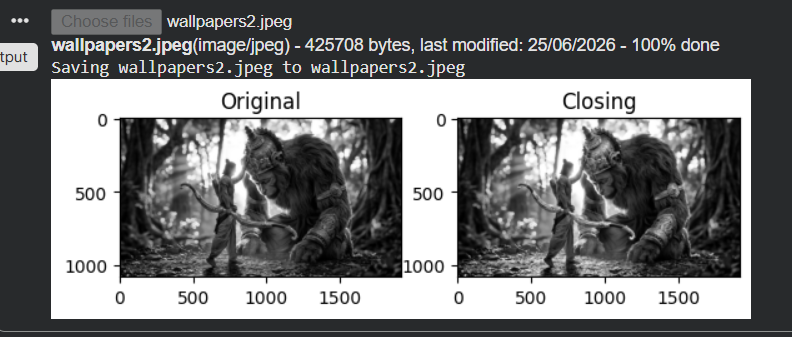 Choose files wallpapers2.jpeg
wallpapers2.jpeg(image/jpeg) - 425708 bytes, last modified: 25/06/2026 - 100% done
tput
Saving wallpapers2.jpeg to wallpapers2.jpeg
Original Closing
0 0
500 500
1000 1000
0 500 1000 1500 0 500 1000 1500